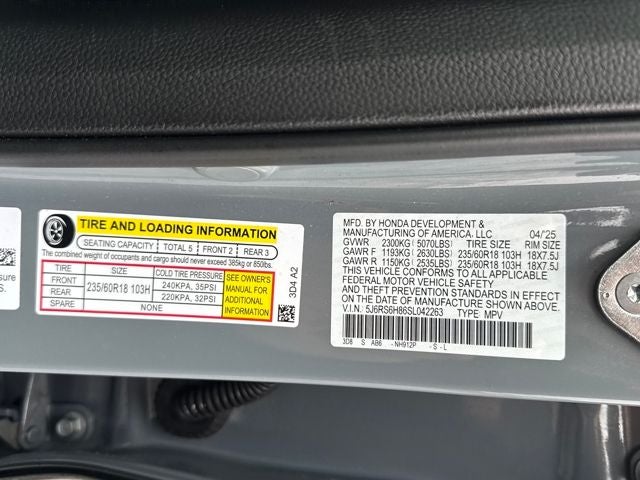 TIRE AND LOADING INFORMATION
SEATING CAPACITY TOTAL 5 FRONT 2 REAR 3
The combined weight of occupants and cargo should never exceed 385kg or 850lbs.
TIRE SIZE COLD TIRE PRESSURE
FRONT 235/60R18 103H 240KPA, 35PSI
REAR 220KPA, 32PSI
SPARE NONE
SEE OWNER'S
MANUAL FOR
ADDITIONAL
INFORMATION
3D4 A2
MFD. BY HONDA DEVELOPMENT &
MANUFACTURING OF AMERICA, LLC 04/25
GVWR 2300KG(5070LBS) TIRE SIZE RIM SIZE
GAWR F 1193KG(2630LBS) 235/60R18 103H 18X7.5J
GAWR R 1150KG(2535LBS) 235/60R18 103H 18X7.5J
THIS VEHICLE CONFORMS TO ALL APPLICABLE
FEDERAL MOTOR VEHICLE SAFETY
AND THEFT PREVENTION STANDARDS IN EFFECT
ON THE DATE OF MANUFACTURE SHOWN ABOVE.
V.I.N. 5J6RS6H86SL042263 TYPE MPV
3D8 S AB6 -NH912P -S-L